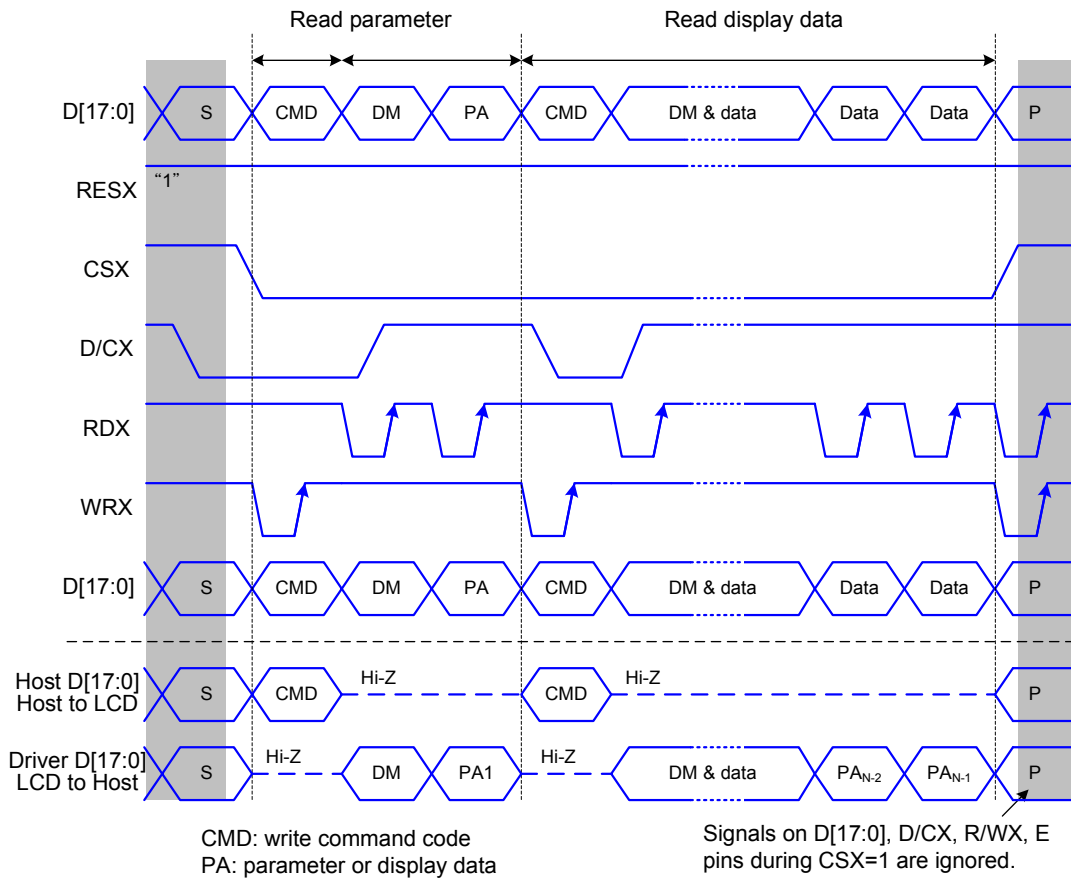 Read parameter Read display data
D[17:0] S CMD DM PA CMD DM & data Data Data P
RESX “1”
CSX
D/CX
RDX
WRX
D[17:0] S CMD DM PA CMD DM & data Data Data P
Host D[17:0]
Host to LCD
S CMD Hi-Z CMD Hi-Z P
Driver D[17:0]
LCD to Host
S Hi-Z DM PA1 Hi-Z DM & data PAN-2 PAN-1 P
CMD: write command code
PA: parameter or display data
Signals on D[17:0], D/CX, R/WX, E
pins during CSX=1 are ignored.